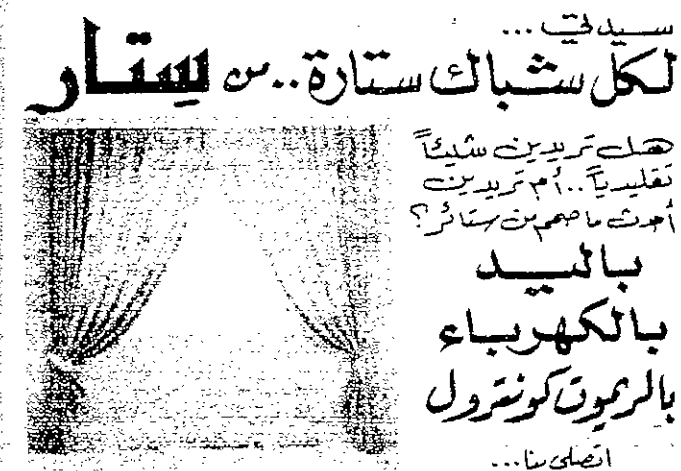 سيدتي ...
لكل شباك ستارة.. من ستار
هل تريدين شيئاً
تقليدياً.. أم تريدين
أحدث ما صمم من ستائر؟
باليد
بالكهرباء
بالريموت كونترول
اتصلي بنا...